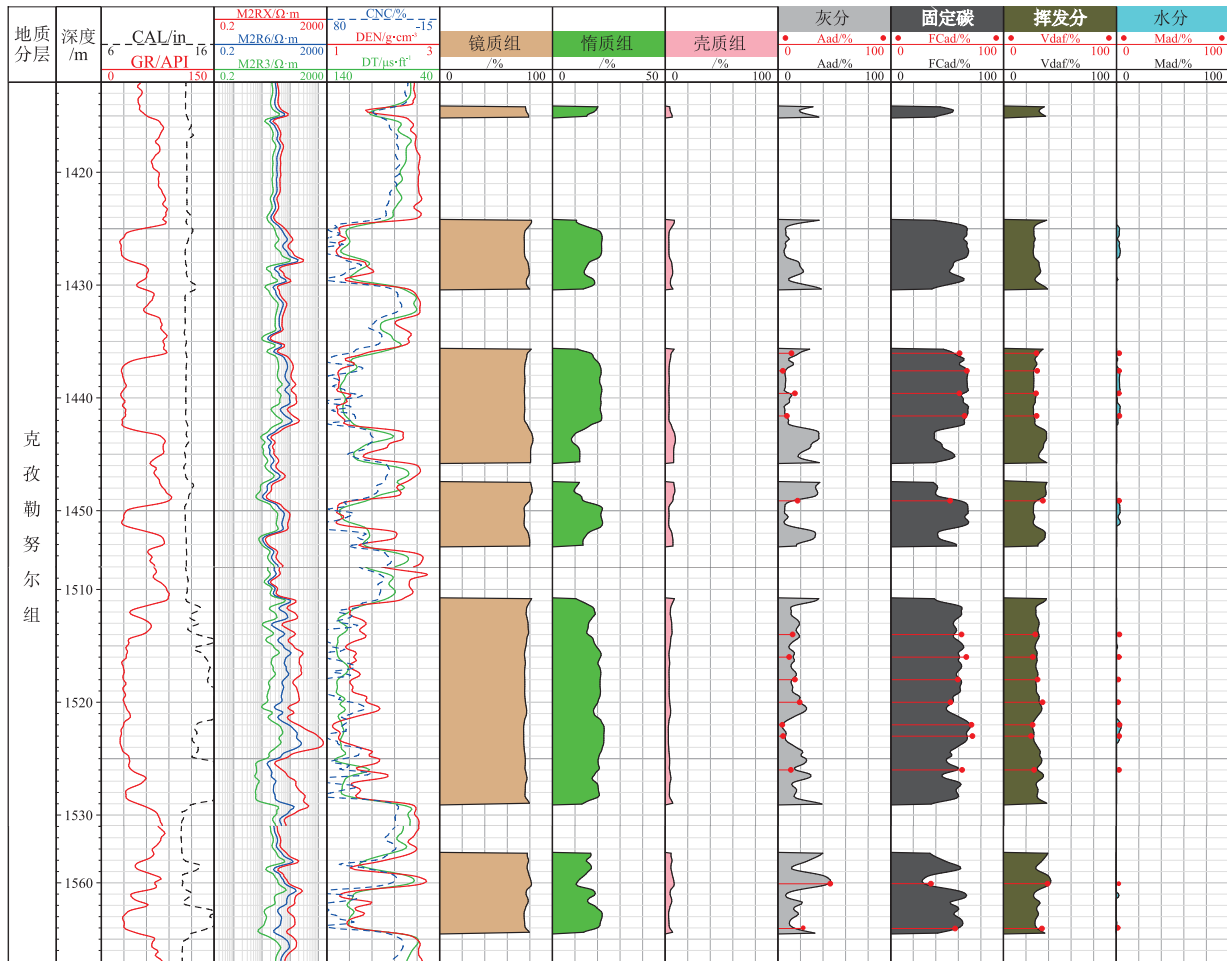 地质
分层
深度
/m
CAL/in
6 16
GR/API
0 150
M2RX/Ω·m
0.2 2000
M2R6/Ω·m
0.2 2000
M2R3/Ω·m
0.2 2000
CNC/%
80 -15
DEN/g·cm⁻³
1 3
DT/μs·ft⁻¹
140 40
镜质组
/%
0 100
惰质组
/%
0 50
壳质组
/%
0 100
灰分
Aad/%
0 100
Aad/%
0 100
固定碳
FCad/%
0 100
FCad/%
0 100
挥发分
Vdaf/%
0 100
Vdaf/%
0 100
水分
Mad/%
0 100
Mad/%
0 100
克
孜
勒
努
尔
组
1420
1430
1440
1450
1510
1520
1530
1560